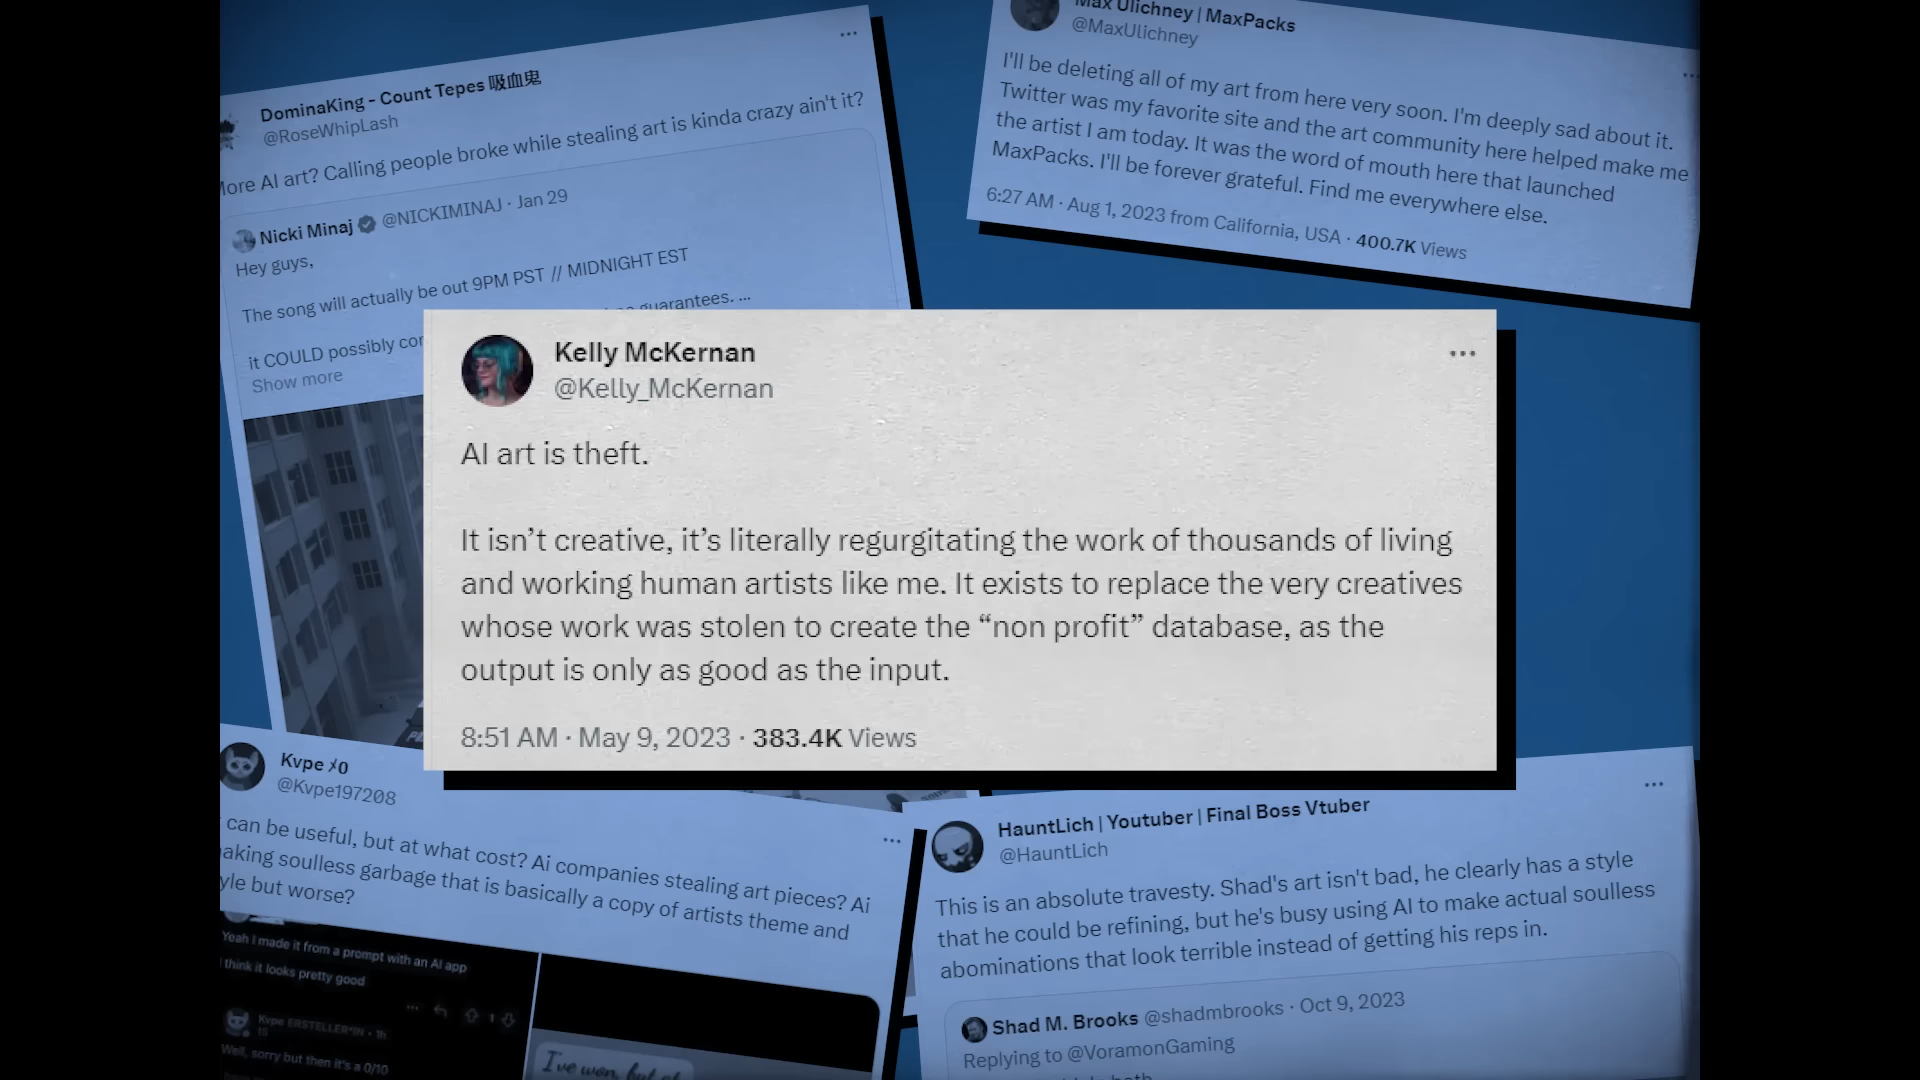 DominaKing - Count Tepes 吸血鬼
@RoseWhipLash
ore AI art? Calling people broke while stealing art is kinda crazy ain't it?
Nicki Minaj @NICKIMINAJ · Jan 29
Hey guys,
The song will actually be out 9PM PST // MIDNIGHT EST
guarantees. ...
it COULD possibly
Show more
Max Ulichney | MaxPacks
@MaxUlichney
I'll be deleting all of my art from here very soon. I'm deeply sad about it.
Twitter was my favorite site and the art community here helped make me
the artist I am today. It was the word of mouth here that launched
MaxPacks. I'll be forever grateful. Find me everywhere else.
6:27 AM · Aug 1, 2023 from California, USA · 400.7K Views
Kelly McKernan
@Kelly_McKernan
AI art is theft.
It isn’t creative, it’s literally regurgitating the work of thousands of living
and working human artists like me. It exists to replace the very creatives
whose work was stolen to create the “non profit” database, as the
output is only as good as the input.
8:51 AM · May 9, 2023 · 383.4K Views
Kvpe ﾒ0
@Kvpe197208
can be useful, but at what cost? Ai companies stealing art pieces? Ai
aking soulless garbage that is basically a copy of artists theme and
yle but worse?
Yeah I made it from a prompt with an AI app
think it looks pretty good
Kvpe ERSTELLER*IN · 1h
Well, sorry but then it's a 0/10
I've won, but at
HauntLich | Youtuber | Final Boss Vtuber
@HauntLich
This is an absolute travesty. Shad's art isn't bad, he clearly has a style
that he could be refining, but he's busy using AI to make actual soulless
abominations that look terrible instead of getting his reps in.
Shad M. Brooks @shadmbrooks · Oct 9, 2023
Replying to @VoramonGaming